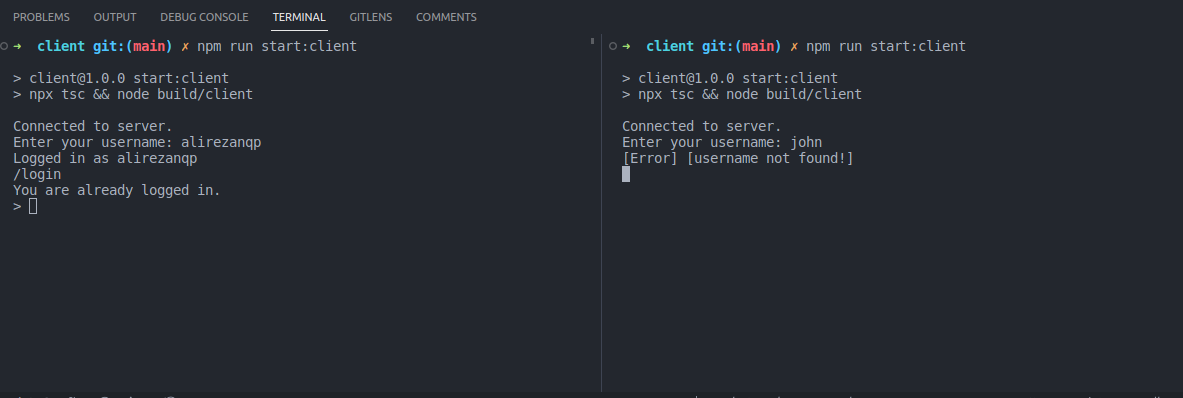 PROBLEMS OUTPUT DEBUG CONSOLE TERMINAL GITLENS COMMENTS
➜ client git:(main) ✗ npm run start:client
> client@1.0.0 start:client
> npx tsc && node build/client
Connected to server.
Enter your username: alirezanqp
Logged in as alirezanqp
/login
You are already logged in.
>
➜ client git:(main) ✗ npm run start:client
> client@1.0.0 start:client
> npx tsc && node build/client
Connected to server.
Enter your username: john
[Error] [username not found!]